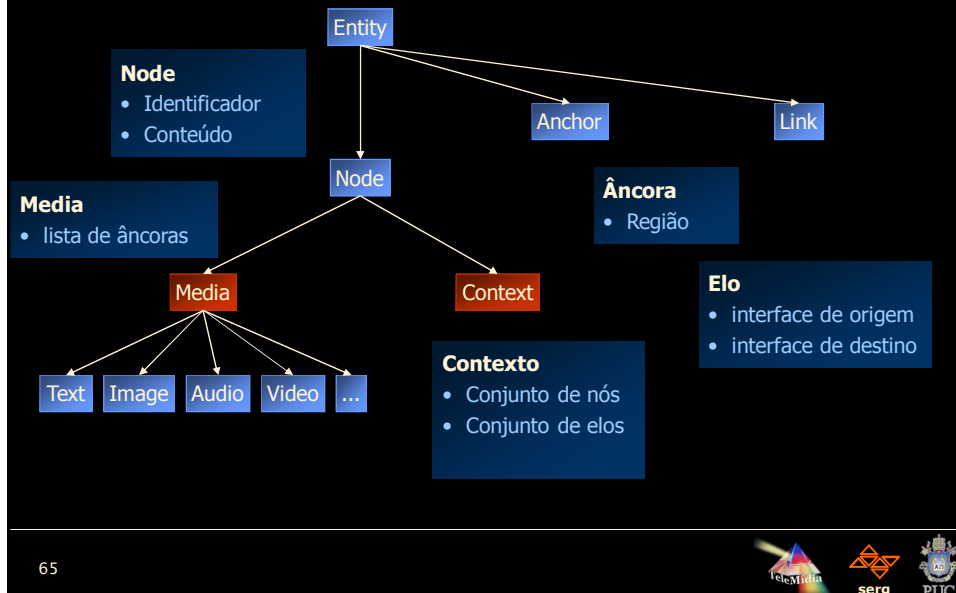 Entity
Node
• Identificador
• Conteúdo
Anchor
Link
Node
Media
• lista de âncoras
Âncora
• Região
Media
Context
Elo
• interface de origem
• interface de destino
Contexto
• Conjunto de nós
• Conjunto de elos
Text
Image
Audio
Video
...
65
TeleMídia
serg
PUC